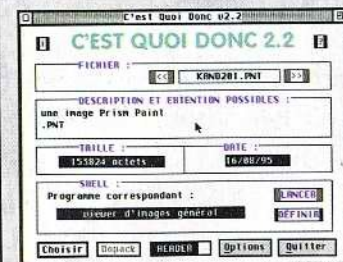 C'est Quoi Donc v2.2
C'EST QUOI DONC 2.2
FICHIER :
<< KAND201.PNT >>
DESCRIPTION ET EXTENTION POSSIBLES :
une image Prism Paint
.PNT
TAILLE : DATE :
153824 octets 16/08/95
SHELL :
Programme correspondant : LANCER
viewer d'images général DÉFINIR
Choisir Depack HEADER Options Quitter